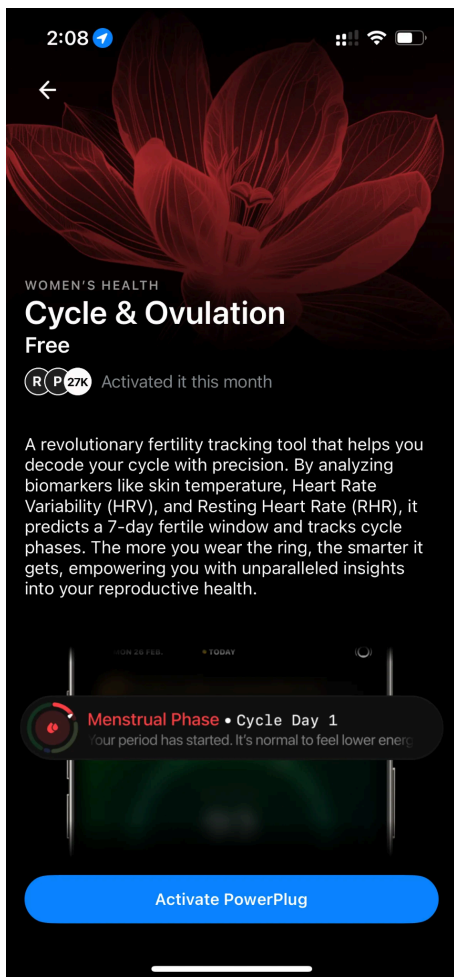 2:08
WOMEN'S HEALTH
Cycle & Ovulation
Free
R P 27K Activated it this month
A revolutionary fertility tracking tool that helps you
decode your cycle with precision. By analyzing
biomarkers like skin temperature, Heart Rate
Variability (HRV), and Resting Heart Rate (RHR), it
predicts a 7-day fertile window and tracks cycle
phases. The more you wear the ring, the smarter it
gets, empowering you with unparalleled insights
into your reproductive health.
MON 26 FEB. • TODAY
Menstrual Phase • Cycle Day 1
Your period has started. It's normal to feel lower energ
Activate PowerPlug